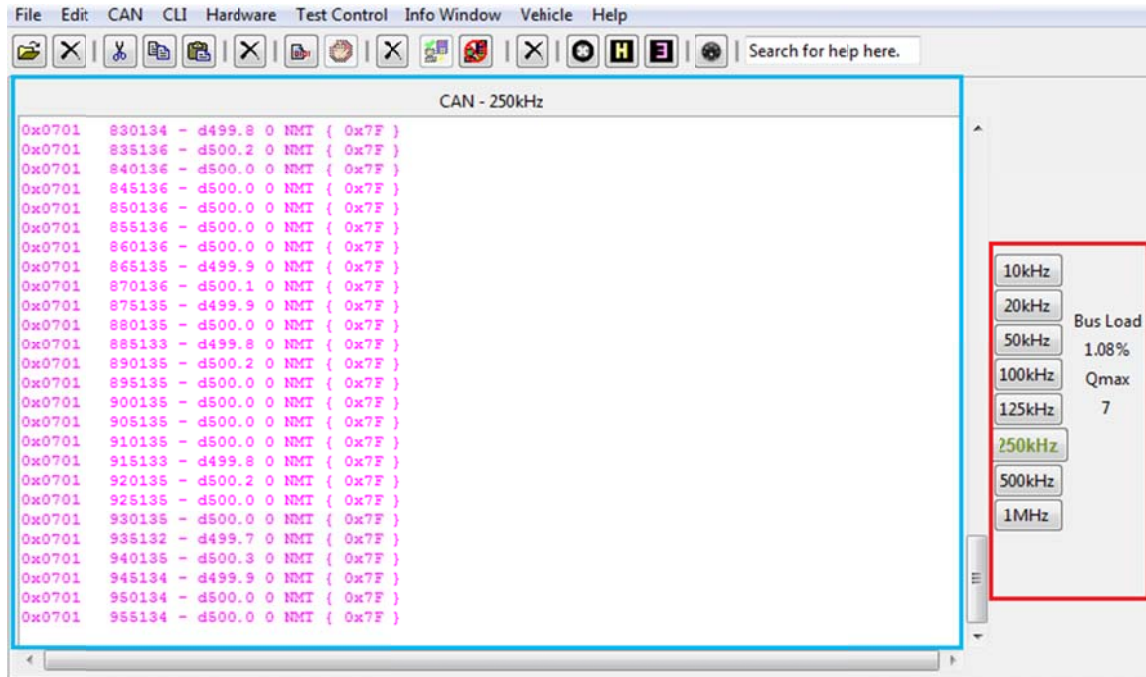 File Edit CAN CLI Hardware Test Control Info Window Vehicle Help
Search for help here.
CAN - 250kHz
0x0701 830134 - d499.8 0 NMT { 0x7F }
0x0701 835136 - d500.2 0 NMT { 0x7F }
0x0701 840136 - d500.0 0 NMT { 0x7F }
0x0701 845136 - d500.0 0 NMT { 0x7F }
0x0701 850136 - d500.0 0 NMT { 0x7F }
0x0701 855136 - d500.0 0 NMT { 0x7F }
0x0701 860136 - d500.0 0 NMT { 0x7F }
0x0701 865135 - d499.9 0 NMT { 0x7F }
0x0701 870136 - d500.1 0 NMT { 0x7F }
0x0701 875135 - d499.9 0 NMT { 0x7F }
0x0701 880135 - d500.0 0 NMT { 0x7F }
0x0701 885133 - d499.8 0 NMT { 0x7F }
0x0701 890135 - d500.2 0 NMT { 0x7F }
0x0701 895135 - d500.0 0 NMT { 0x7F }
0x0701 900135 - d500.0 0 NMT { 0x7F }
0x0701 905135 - d500.0 0 NMT { 0x7F }
0x0701 910135 - d500.0 0 NMT { 0x7F }
0x0701 915133 - d499.8 0 NMT { 0x7F }
0x0701 920135 - d500.2 0 NMT { 0x7F }
0x0701 925135 - d500.0 0 NMT { 0x7F }
0x0701 930135 - d500.0 0 NMT { 0x7F }
0x0701 935132 - d499.7 0 NMT { 0x7F }
0x0701 940135 - d500.3 0 NMT { 0x7F }
0x0701 945134 - d499.9 0 NMT { 0x7F }
0x0701 950134 - d500.0 0 NMT { 0x7F }
0x0701 955134 - d500.0 0 NMT { 0x7F }
10kHz
20kHz
50kHz
100kHz
125kHz
250kHz
500kHz
1MHz
Bus Load
1.08%
Qmax
7